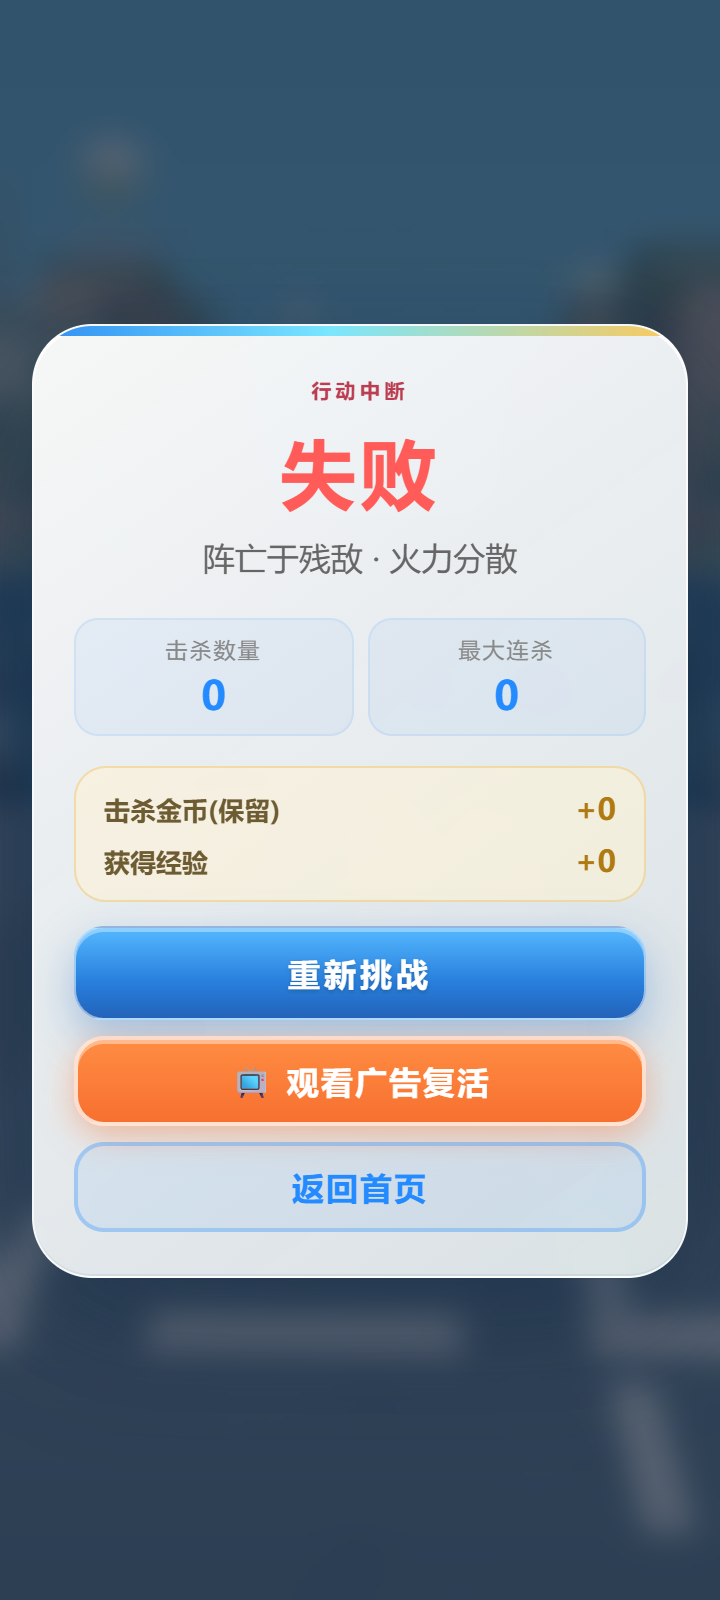 行动中断
失败
阵亡于残敌 · 火力分散
击杀数量
0
最大连杀
0
击杀金币(保留) +0
获得经验 +0
重新挑战
观看广告复活
返回首页